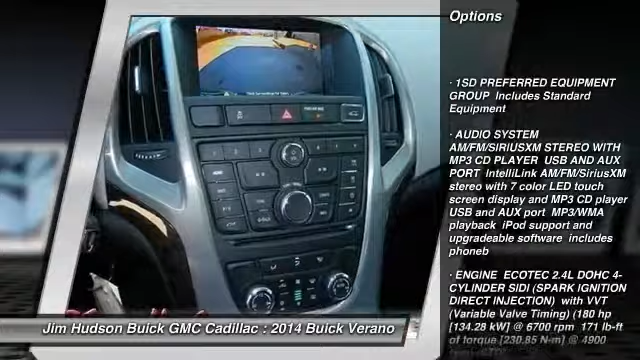 Options
· 1SD PREFERRED EQUIPMENT
GROUP Includes Standard
Equipment
· AUDIO SYSTEM
AM/FM/SIRIUSXM STEREO WITH
MP3 CD PLAYER USB AND AUX
PORT IntelliLink AM/FM/SiriusXM
stereo with 7 color LED touch
screen display and MP3 CD player
USB and AUX port MP3/WMA
playback iPod support and
upgradeable software includes
phoneb
· ENGINE ECOTEC 2.4L DOHC 4-
CYLINDER SIDI (SPARK IGNITION
DIRECT INJECTION) with VVT
(Variable Valve Timing) (180 hp
[134.28 kW] @ 6700 rpm 171 lb-ft
of torque [230.85 N-m] @ 4900
Jim Hudson Buick GMC Cadillac : 2014 Buick Verano